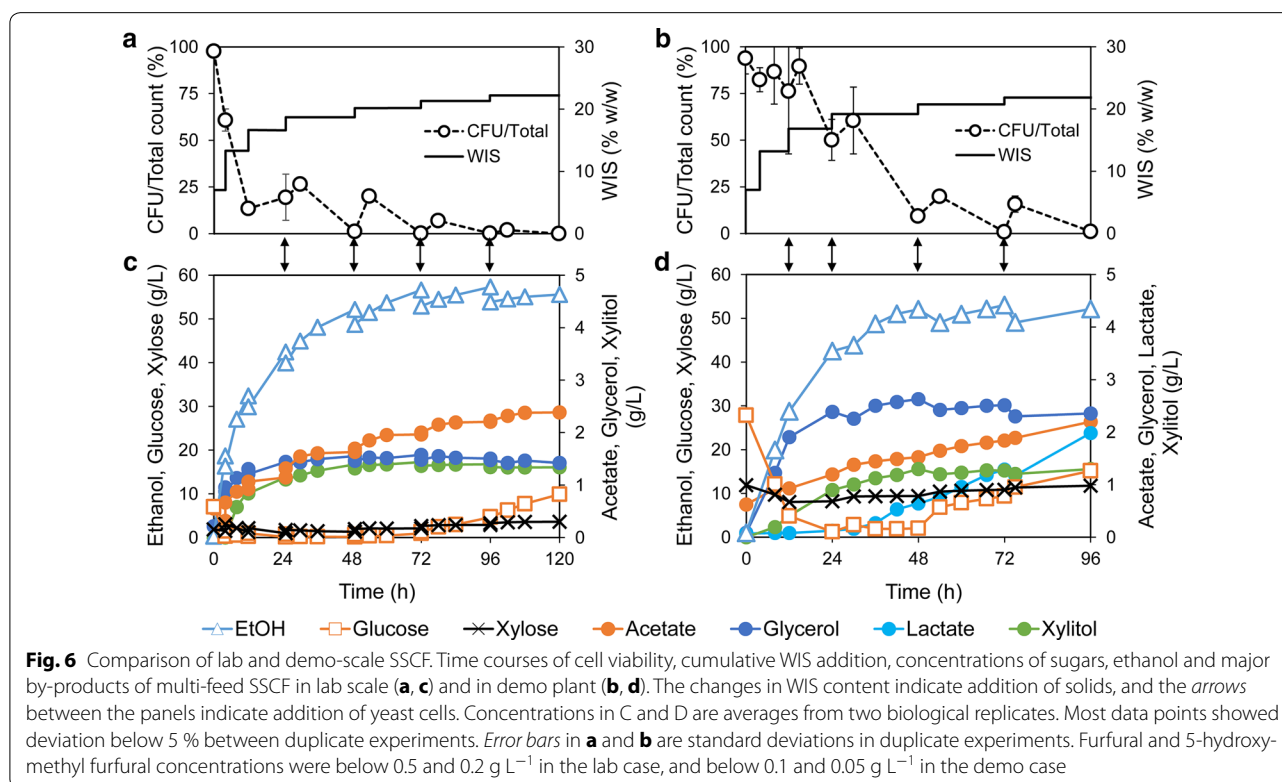 a
b
100
75
50
25
0
CFU/Total count (%)
30
20
10
0
WIS (% w/w)
CFU/Total
WIS
100
75
50
25
0
CFU/Total count (%)
30
20
10
0
WIS (% w/w)
CFU/Total
WIS
c
d
60
50
40
30
20
10
0
Ethanol, Glucose, Xylose (g/L)
5
4
3
2
1
0
Acetate, Glycerol, Xylitol
(g/L)
0 24 48 72 96 120
Time (h)
60
50
40
30
20
10
0
Ethanol, Glucose, Xylose (g/L)
5
4
3
2
1
0
Acetate, Glycerol, Lactate,
Xylitol (g/L)
0 24 48 72 96
Time (h)
EtOH Glucose Xylose Acetate Glycerol Lactate Xylitol
Fig. 6 Comparison of lab and demo-scale SSCF. Time courses of cell viability, cumulative WIS addition, concentrations of sugars, ethanol and major
by-products of multi-feed SSCF in lab scale (a, c) and in demo plant (b, d). The changes in WIS content indicate addition of solids, and the arrows
between the panels indicate addition of yeast cells. Concentrations in C and D are averages from two biological replicates. Most data points showed
deviation below 5 % between duplicate experiments. Error bars in a and b are standard deviations in duplicate experiments. Furfural and 5-hydroxy-
methyl furfural concentrations were below 0.5 and 0.2 g L⁻¹ in the lab case, and below 0.1 and 0.05 g L⁻¹ in the demo case